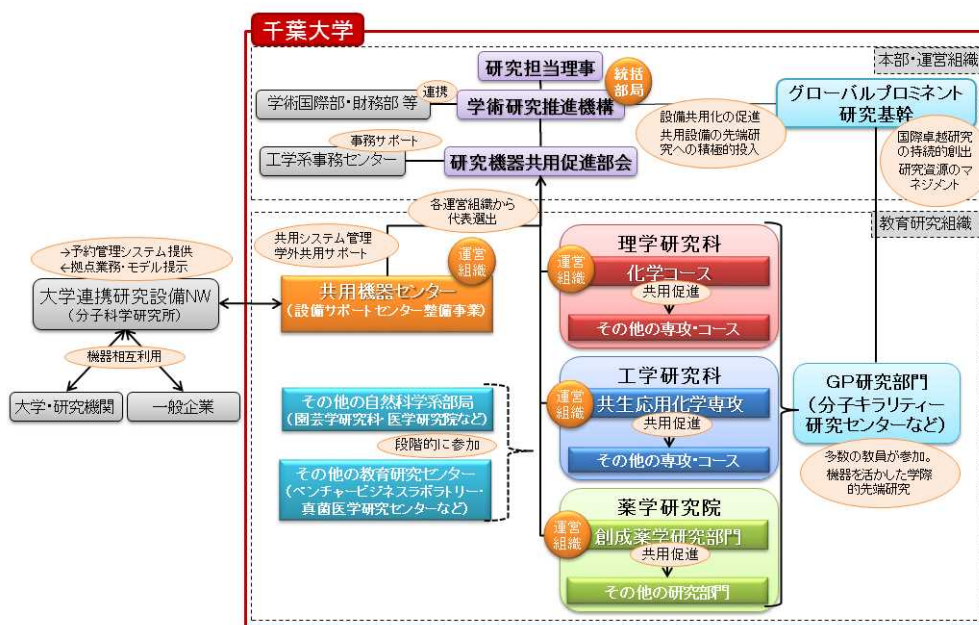 千葉大学
本部・運営組織
研究担当理事
統括
部局
学術国際部・財務部 等
連携
学術研究推進機構
グローバルプロミネント
研究基幹
設備共用化の促進
共用設備の先端研
究への積極的投入
国際卓越研究
の持続的創出
研究資源のマ
ネジメント
事務サポート
工学系事務センター
研究機器共用促進部会
各運営組織から
代表選出
教育研究組織
共用システム管理
学外共用サポート
運営
組織
共用機器センター
(設備サポートセンター整備事業)
→予約管理システム提供
←拠点業務・モデル提示
大学連携研究設備NW
(分子科学研究所)
機器相互利用
大学・研究機関
一般企業
理学研究科
運営
組織
化学コース
共用促進
その他の専攻・コース
工学研究科
運営
組織
共生応用化学専攻
共用促進
その他の専攻・コース
薬学研究院
運営
組織
創成薬学研究部門
共用促進
その他の研究部門
その他の自然科学系部局
(園芸学研究科・医学研究院など)
段階的に参加
その他の教育研究センター
(ベンチャービジネスラボラトリー・
真菌医学研究センターなど)
GP研究部門
(分子キラリティー
研究センターなど)
多数の教員が参加。
機器を活かした学際
的先端研究